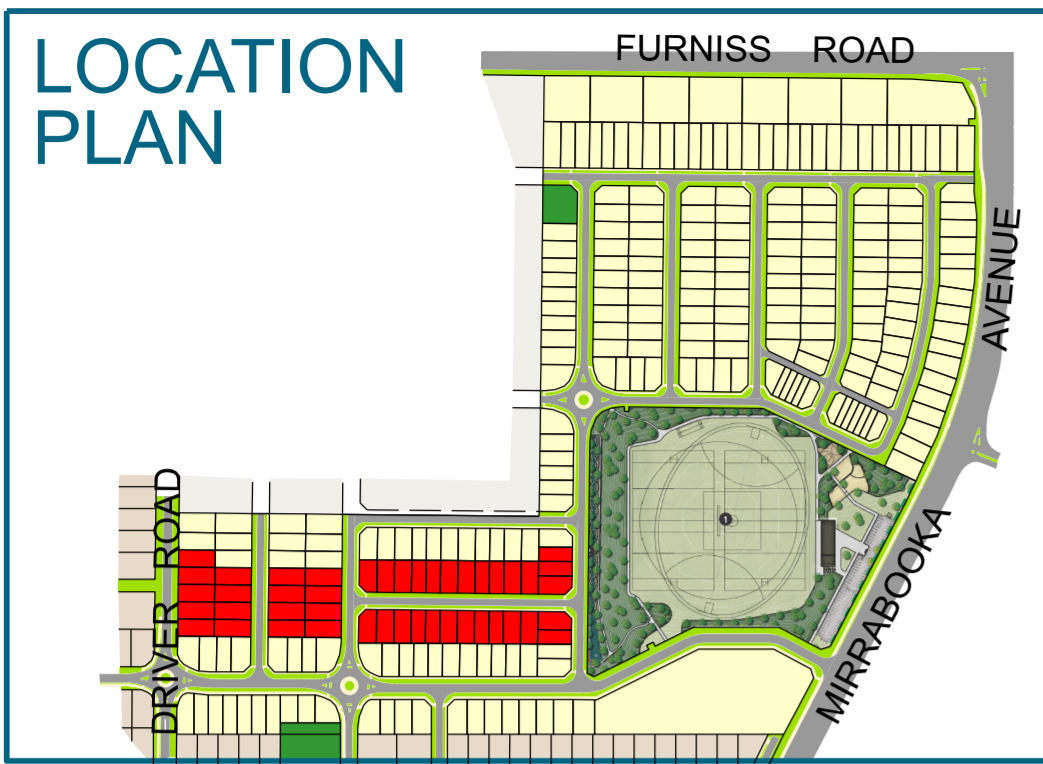 LOCATION
PLAN
FURNISS ROAD
MIRRABOOKA AVENUE
DRIVER ROAD
1